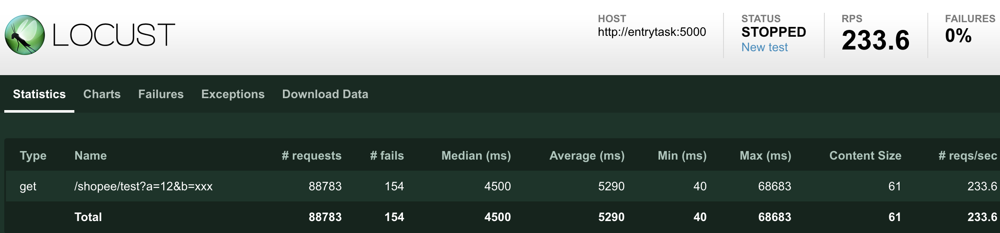 LOCUST
HOST
http://entrytask:5000
STATUS
STOPPED
New test
RPS
233.6
FAILURES
0%
Statistics Charts Failures Exceptions Download Data
Type Name # requests # fails Median (ms) Average (ms) Min (ms) Max (ms) Content Size # reqs/sec
get /shopee/test?a=12&b=xxx 88783 154 4500 5290 40 68683 61 233.6
Total 88783 154 4500 5290 40 68683 61 233.6